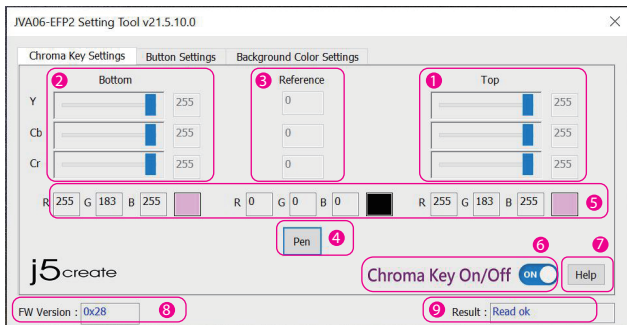 JVA06-EFP2 Setting Tool v21.5.10.0
Chroma Key Settings Button Settings Background Color Settings
2 Bottom 3 Reference 1 Top
Y 255 0 255
Cb 255 0 255
Cr 255 0 255
R 255 G 183 B 255 R 0 G 0 B 0 R 255 G 183 B 255 5
Pen 4 6 7
j5create Chroma Key On/Off ON Help
FW Version : 0x28 8 9 Result : Read ok